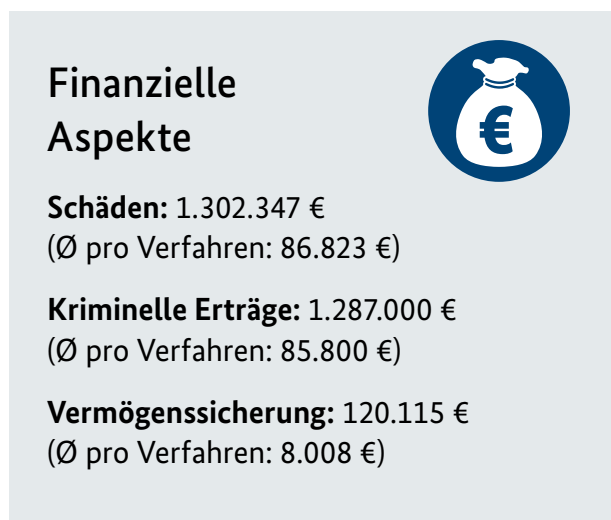 Finanzielle
Aspekte
€
Schäden: 1.302.347 €
(Ø pro Verfahren: 86.823 €)
Kriminelle Erträge: 1.287.000 €
(Ø pro Verfahren: 85.800 €)
Vermögenssicherung: 120.115 €
(Ø pro Verfahren: 8.008 €)